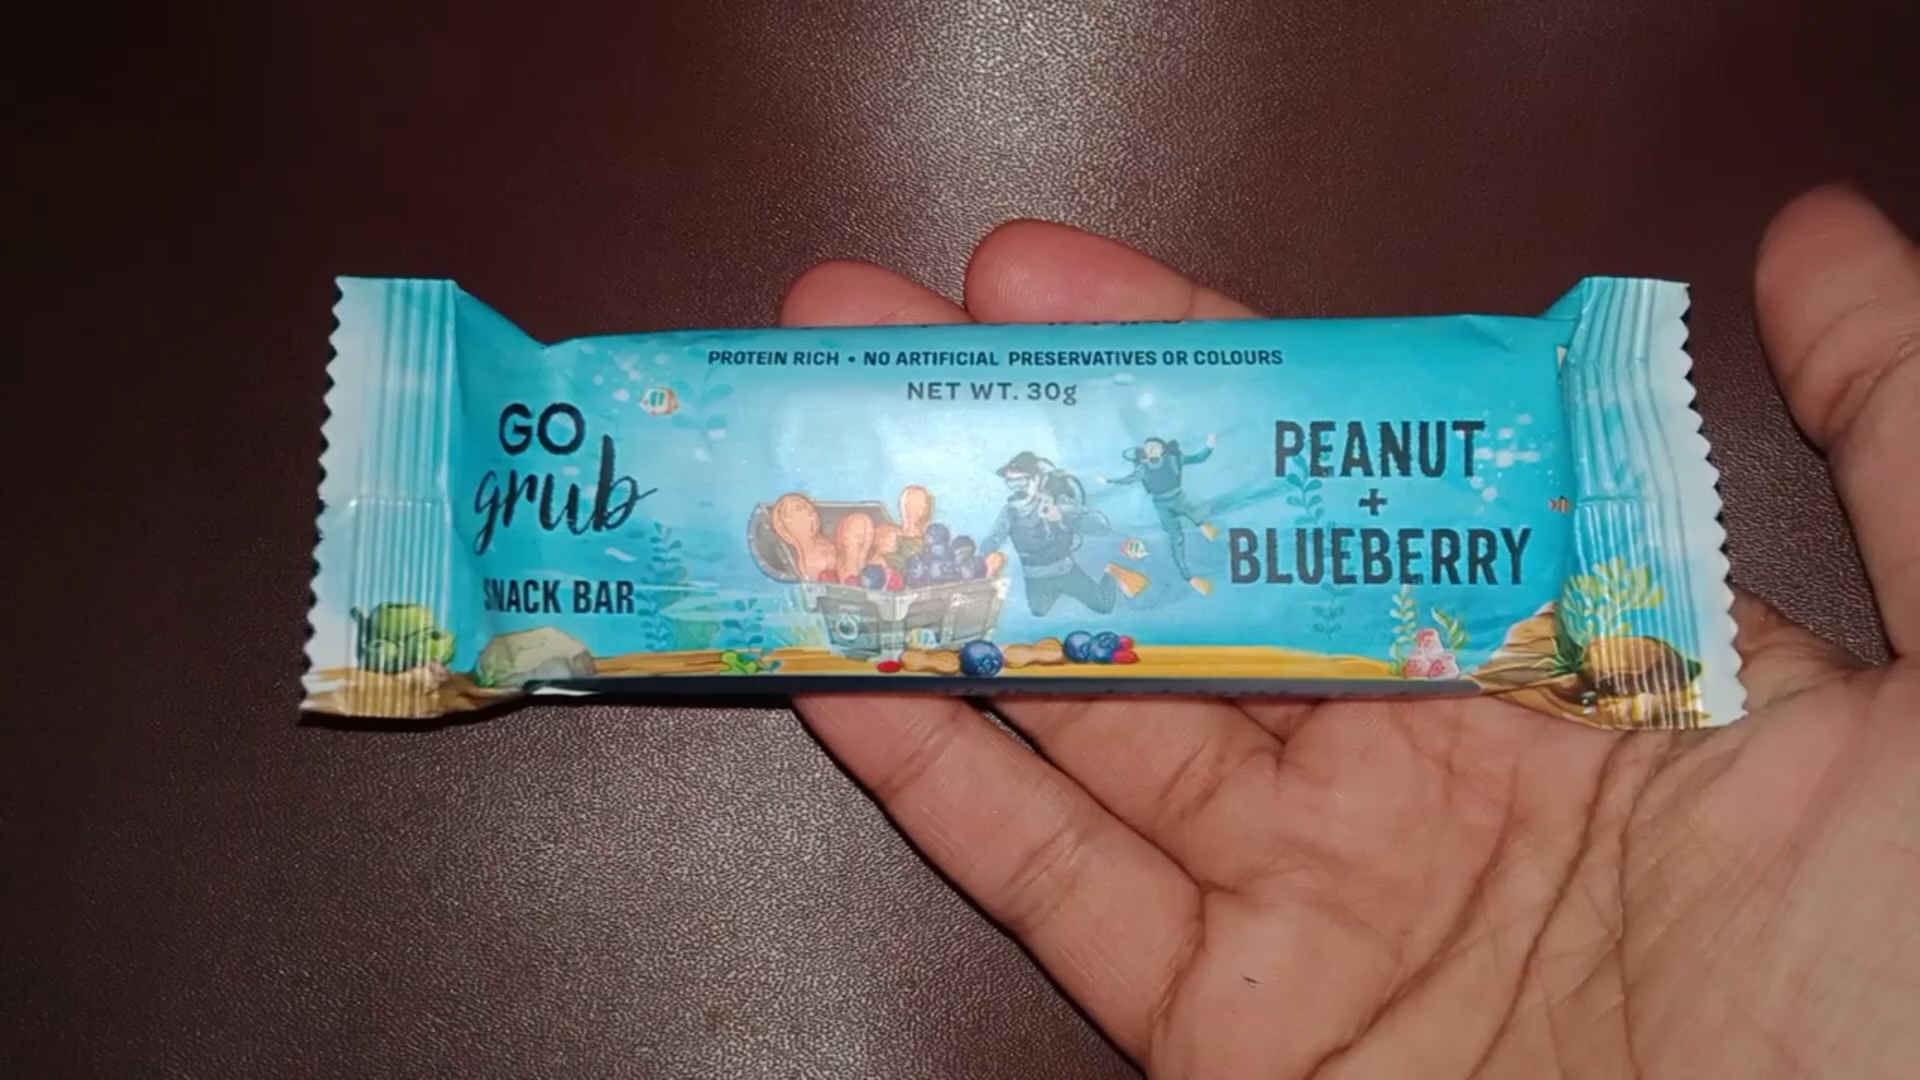 PROTEIN RICH • NO ARTIFICIAL PRESERVATIVES OR COLOURS
NET WT. 30g
GO
grub
SNACK BAR
PEANUT
+
BLUEBERRY